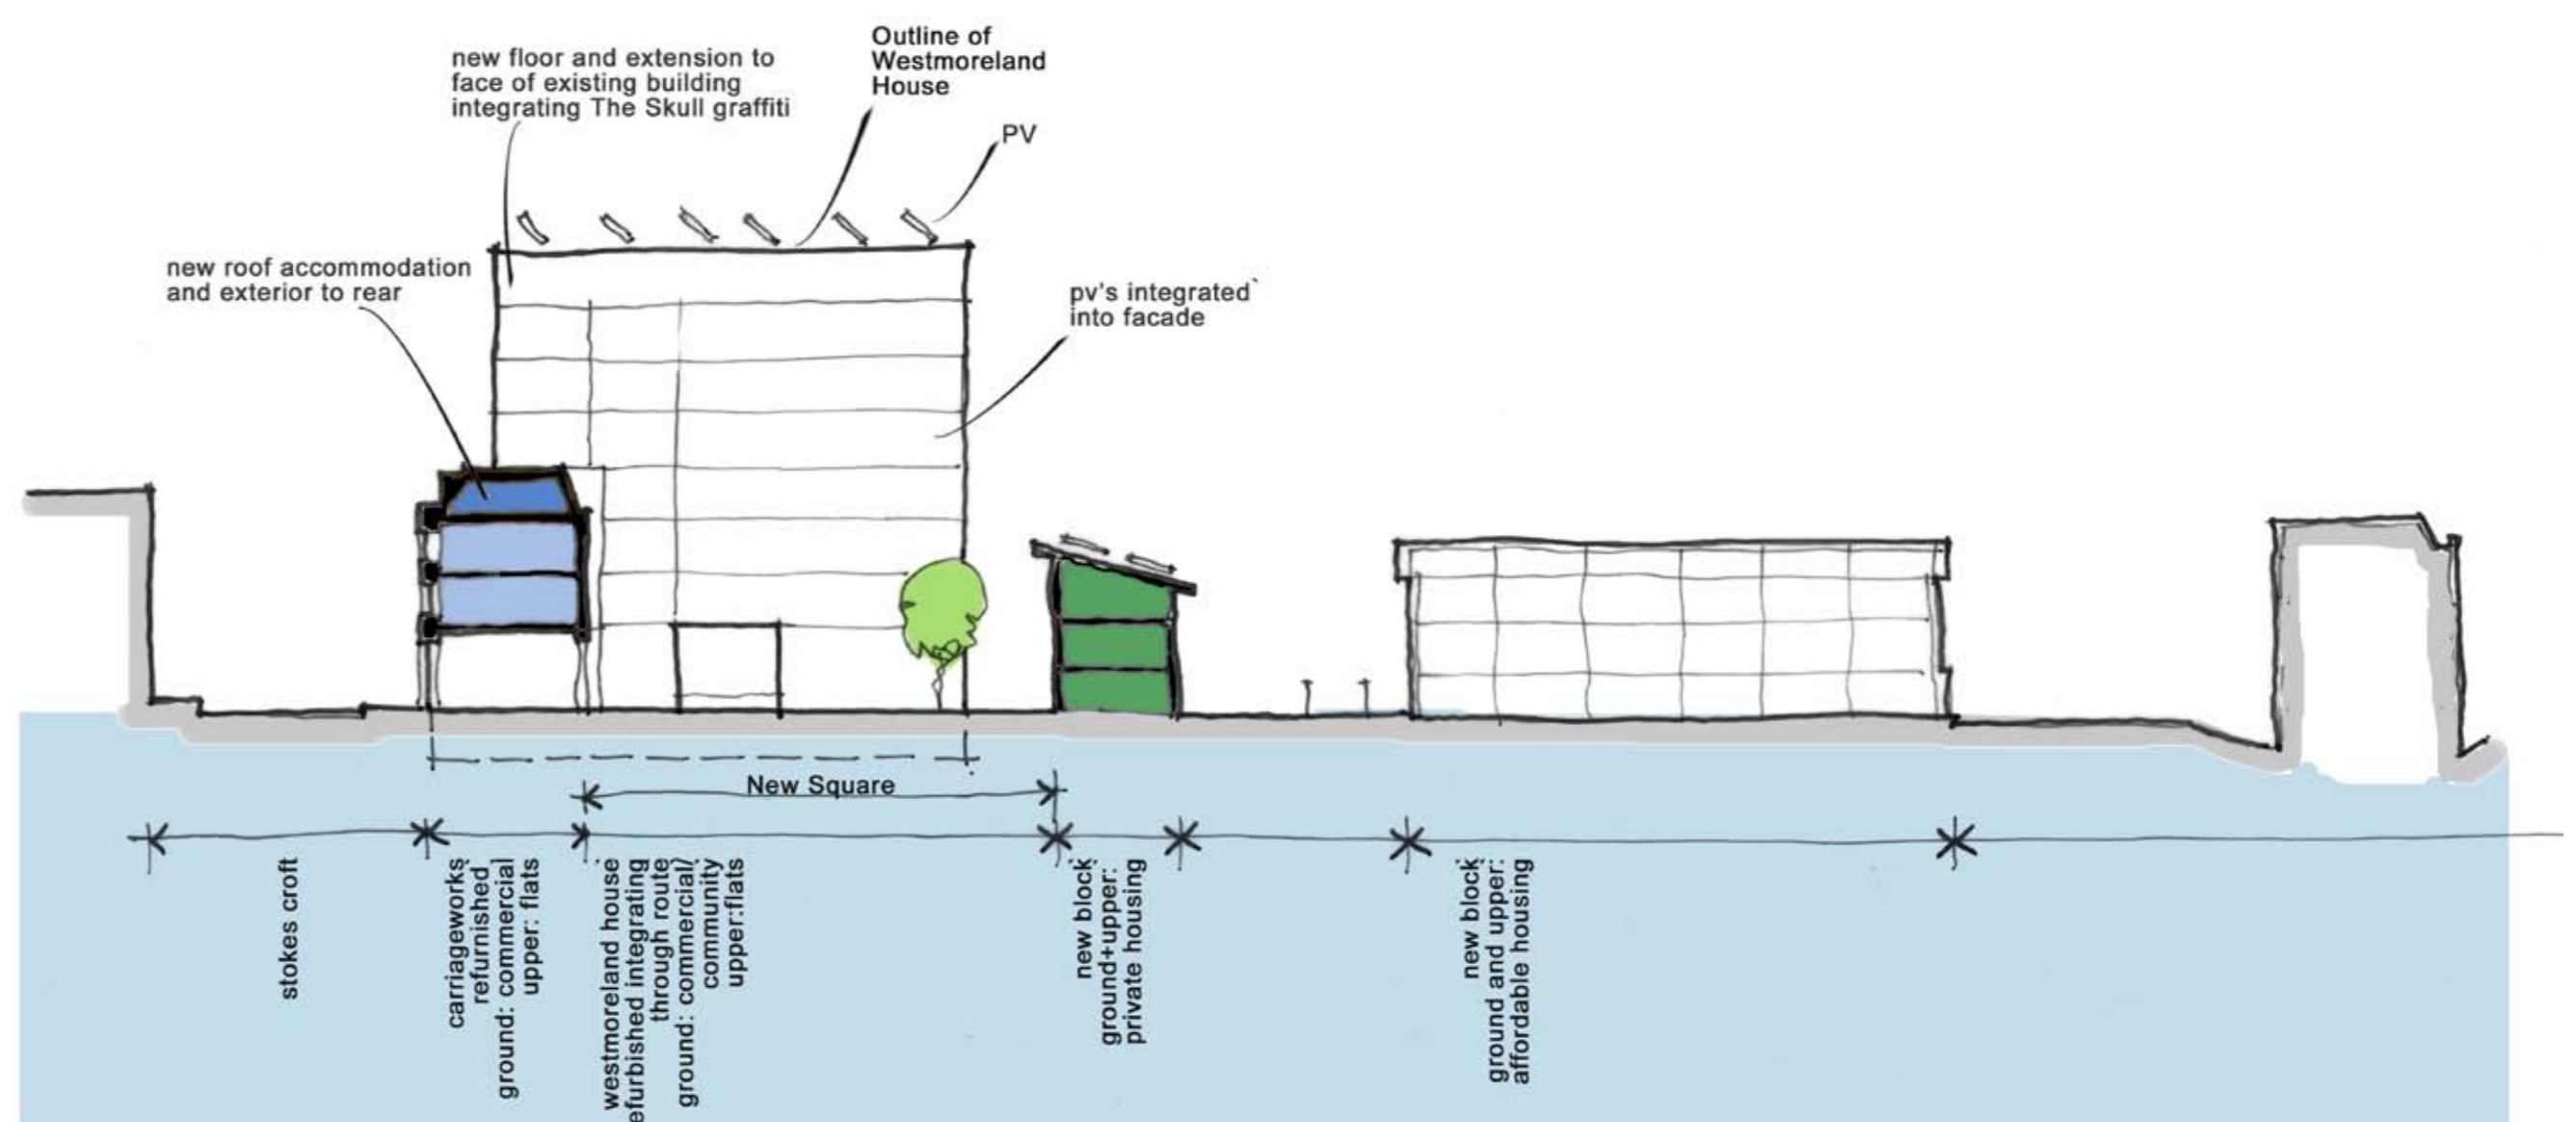 Outline of
Westmoreland
House
new floor and extension to
face of existing building
integrating The Skull graffiti
PV
new roof accommodation
and exterior to rear
pv's integrated
into facade
New Square
stokes croft
carriageworks
refurnished
ground: commercial
upper: flats
westmoreland house
efurbished integrating
through route
ground: commercial/
community
upper:flats
new block
ground+upper:
private housing
new block
ground and upper:
affordable housing